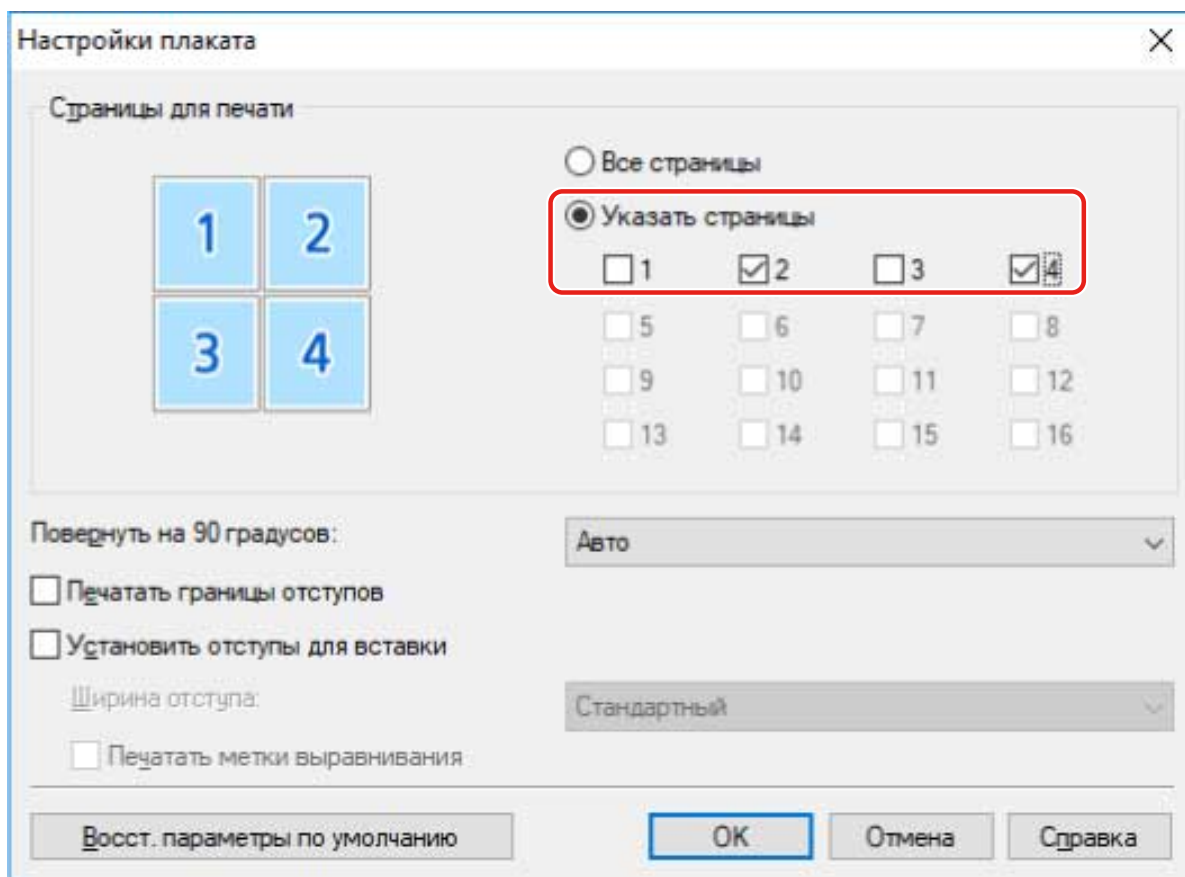 Настройки плаката
Страницы для печати
1 2
3 4
Все страницы
Указать страницы
1 2 3 4
5 6 7 8
9 10 11 12
13 14 15 16
Повернуть на 90 градусов: Авто
Печатать границы отступов
Установить отступы для вставки
Ширина отступа: Стандартный
Печатать метки выравнивания
Восст. параметры по умолчанию OK Отмена Справка